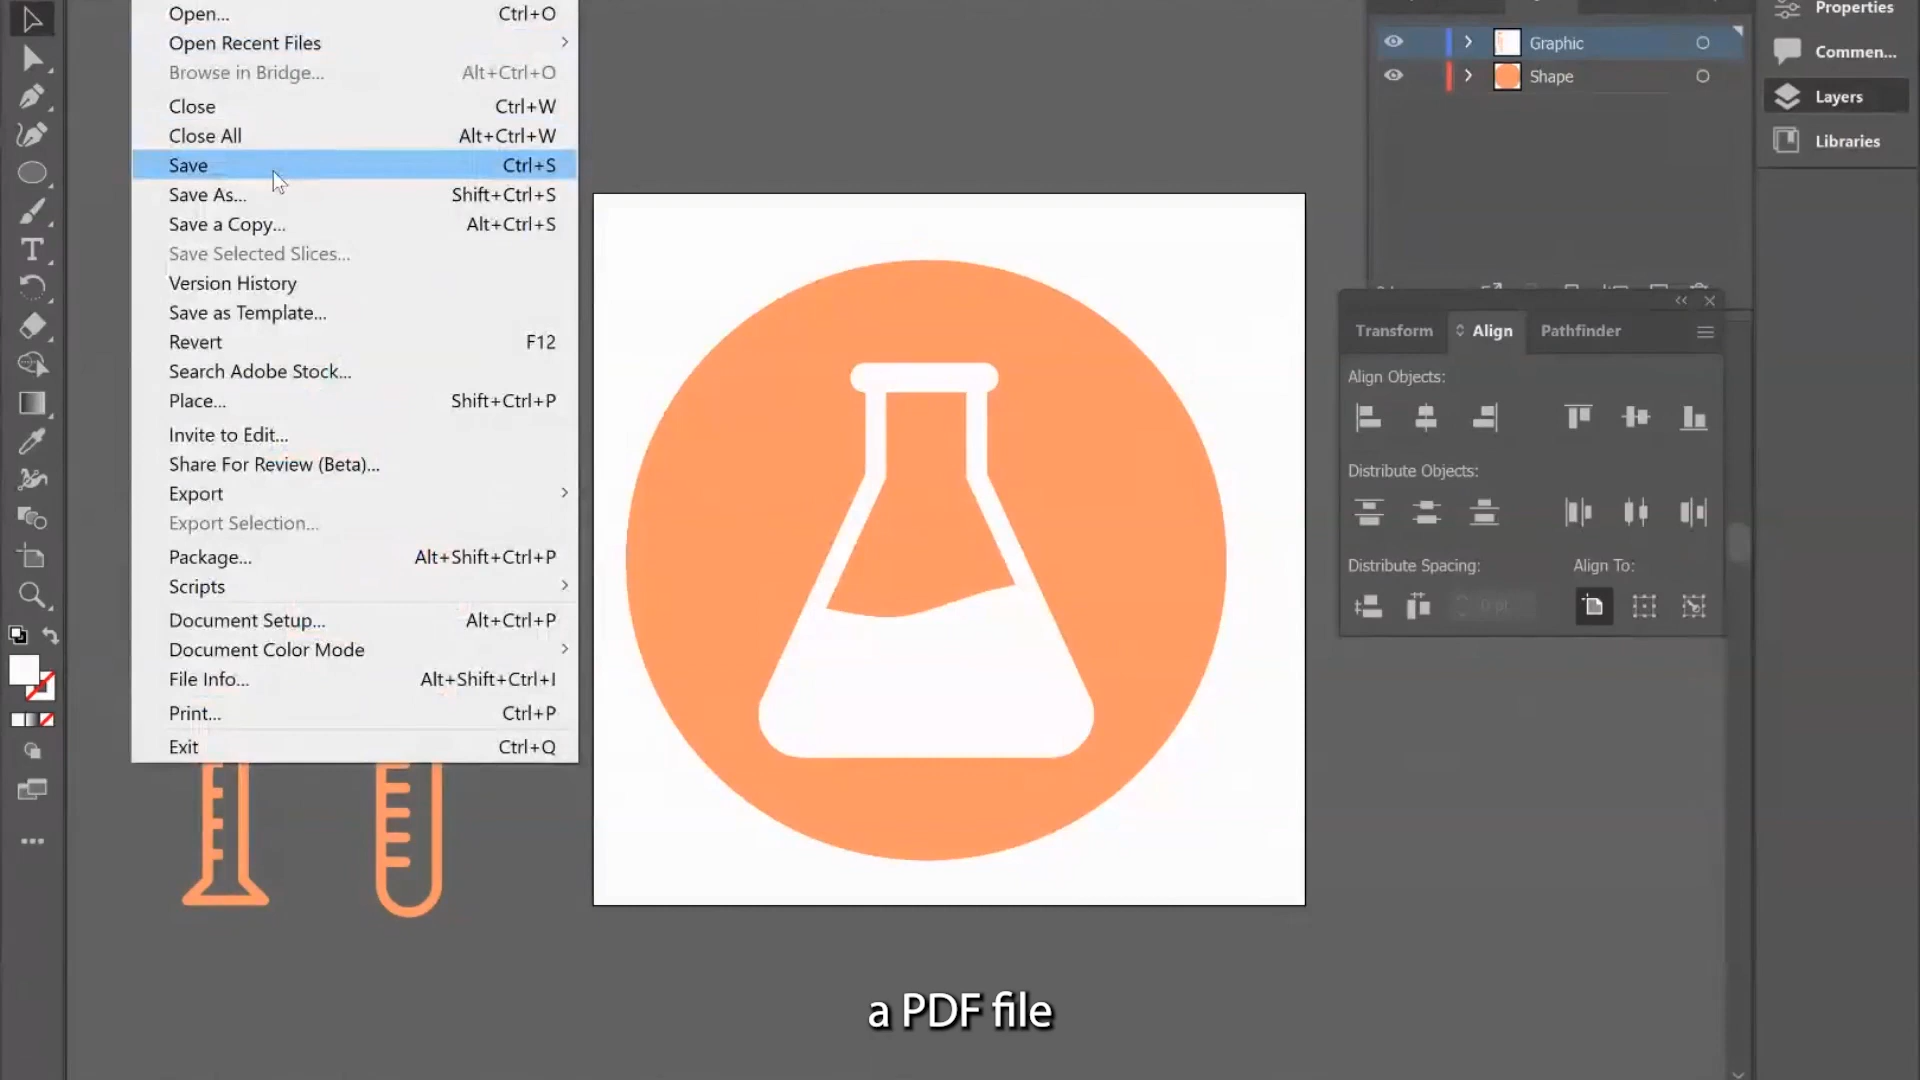 Open... Ctrl+O
Open Recent Files
Browse in Bridge... Alt+Ctrl+O
Close Ctrl+W
Close All Alt+Ctrl+W
Save Ctrl+S
Save As... Shift+Ctrl+S
Save a Copy... Alt+Ctrl+S
Save Selected Slices...
Version History
Save as Template...
Revert F12
Search Adobe Stock...
Place... Shift+Ctrl+P
Invite to Edit...
Share For Review (Beta)...
Export
Export Selection...
Package... Alt+Shift+Ctrl+P
Scripts
Document Setup... Alt+Ctrl+P
Document Color Mode
File Info... Alt+Shift+Ctrl+I
Print... Ctrl+P
Exit Ctrl+Q
Graphic
Shape
Properties
Commen...
Layers
Libraries
Transform Align Pathfinder
Align Objects:
Distribute Objects:
Distribute Spacing: Align To:
0 pt
a PDF file